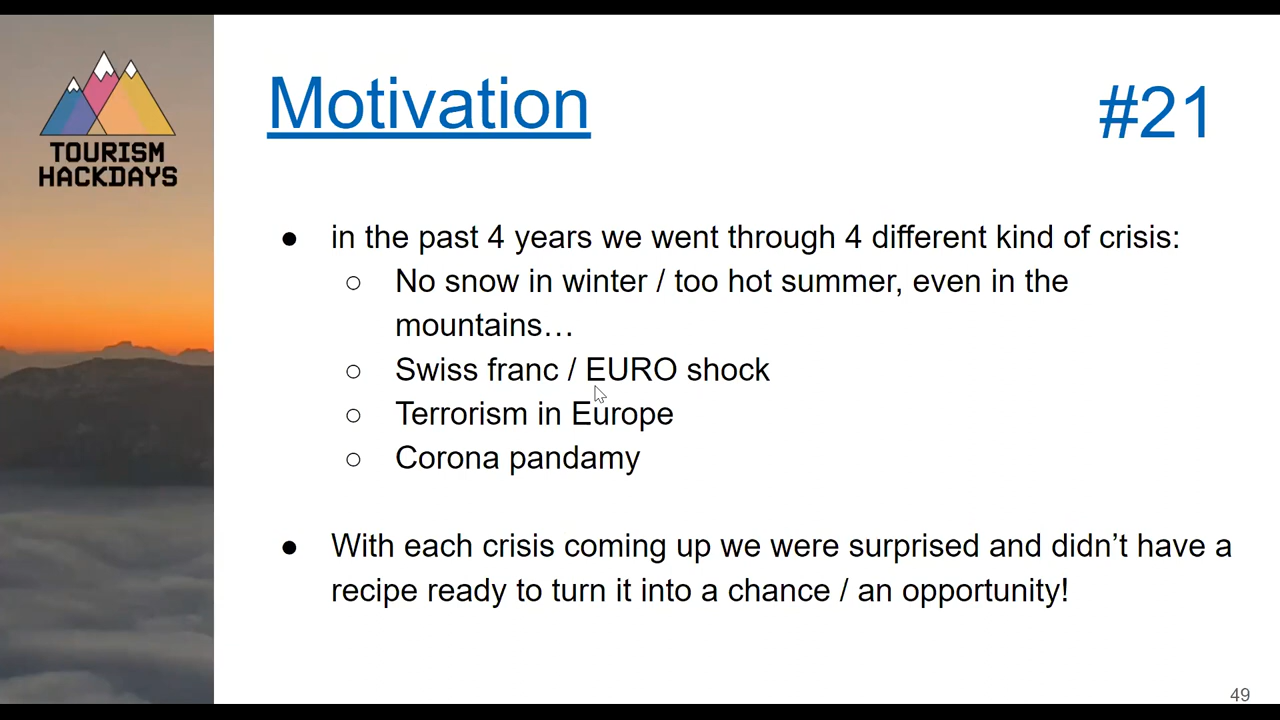 TOURISM
HACKDAYS
Motivation
#21
● in the past 4 years we went through 4 different kind of crisis:
○ No snow in winter / too hot summer, even in the
mountains…
○ Swiss franc / EURO shock
○ Terrorism in Europe
○ Corona pandamy
● With each crisis coming up we were surprised and didn’t have a
recipe ready to turn it into a chance / an opportunity!
49